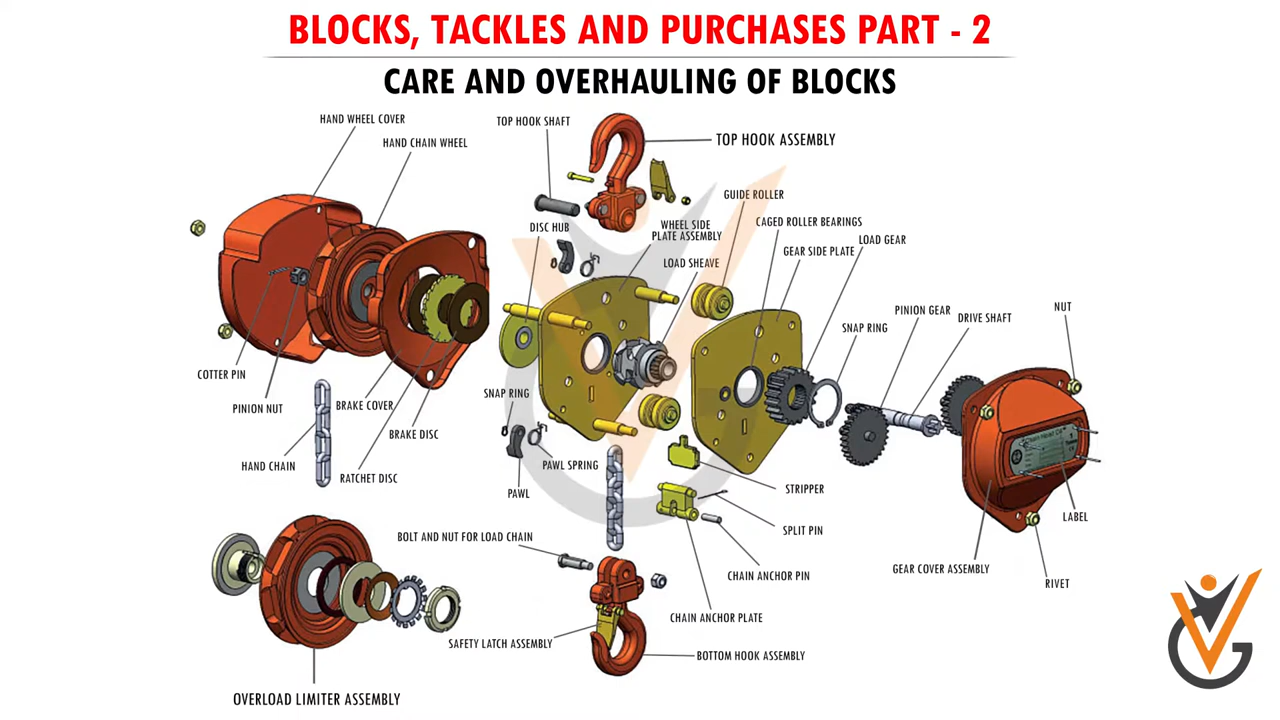 BLOCKS, TACKLES AND PURCHASES PART - 2
CARE AND OVERHAULING OF BLOCKS
HAND WHEEL COVER
HAND CHAIN WHEEL
TOP HOOK SHAFT
TOP HOOK ASSEMBLY
GUIDE ROLLER
DISC HUB
WHEEL SIDE
PLATE ASSEMBLY
CAGED ROLLER BEARINGS
LOAD GEAR
GEAR SIDE PLATE
LOAD SHEAVE
PINION GEAR
DRIVE SHAFT
NUT
SNAP RING
COTTER PIN
PINION NUT
BRAKE COVER
SNAP RING
BRAKE DISC
HAND CHAIN
RATCHET DISC
PAWL SPRING
PAWL
STRIPPER
SPLIT PIN
LABEL
BOLT AND NUT FOR LOAD CHAIN
CHAIN ANCHOR PIN
GEAR COVER ASSEMBLY
RIVET
CHAIN ANCHOR PLATE
SAFETY LATCH ASSEMBLY
BOTTOM HOOK ASSEMBLY
OVERLOAD LIMITER ASSEMBLY